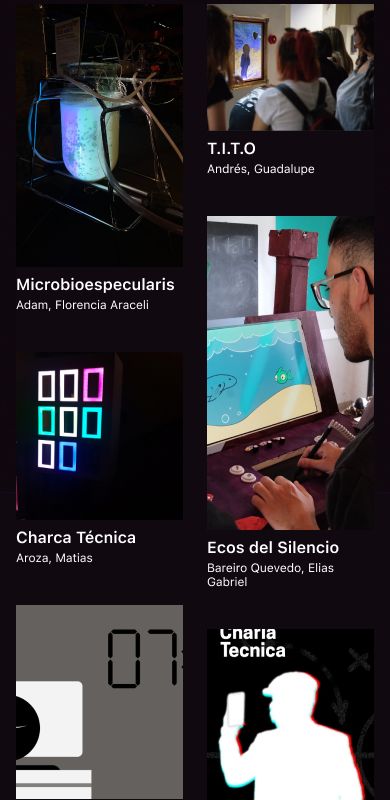 Microbioespecularis
Adam, Florencia Araceli
T.I.T.O
Andrés, Guadalupe
Charca Técnica
Aroza, Matias
Ecos del Silencio
Bareiro Quevedo, Elias
Gabriel
07:
Charla
Tecnica